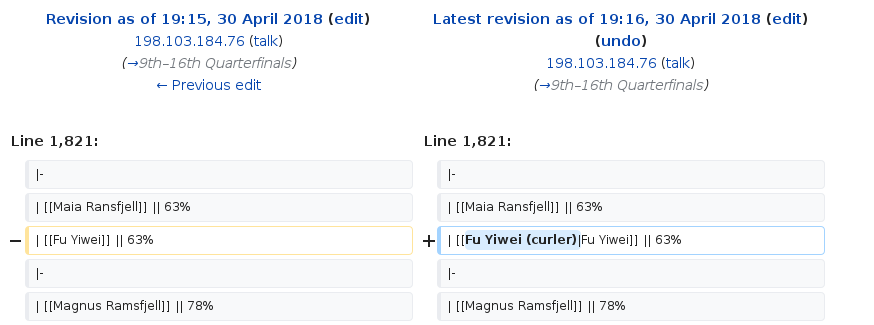 Revision as of 19:15, 30 April 2018 (edit)
198.103.184.76 (talk)
(→9th–16th Quarterfinals)
← Previous edit
Latest revision as of 19:16, 30 April 2018 (edit)
(undo)
198.103.184.76 (talk)
(→9th–16th Quarterfinals)
Line 1,821:
Line 1,821:
|-
|-
| [[Maia Ransfjell]] || 63%
| [[Maia Ransfjell]] || 63%
− | [[Fu Yiwei]] || 63%
+ | [[Fu Yiwei (curler)|Fu Yiwei]] || 63%
|-
|-
| [[Magnus Ramsfjell]] || 78%
| [[Magnus Ramsfjell]] || 78%